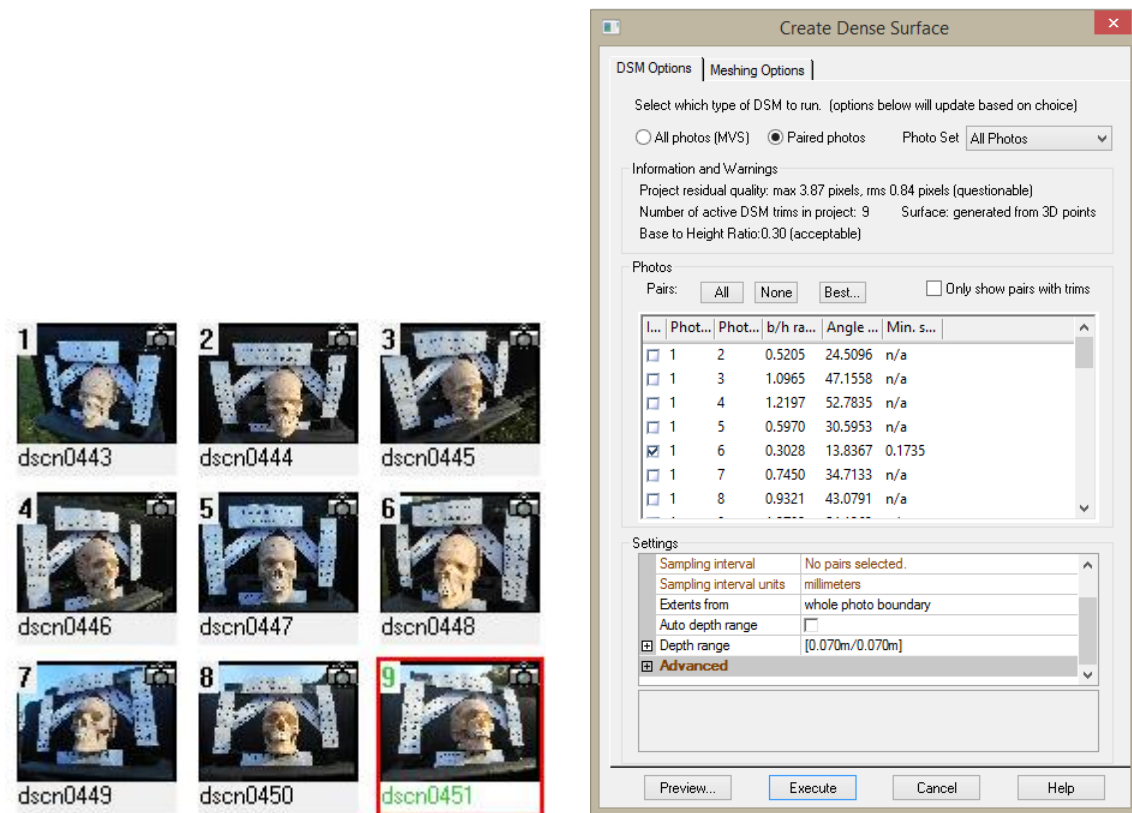 1 2 3
dscn0443 dscn0444 dscn0445
4 5 6
dscn0446 dscn0447 dscn0448
7 8 9
dscn0449 dscn0450 dscn0451
Create Dense Surface
DSM Options Meshing Options
Select which type of DSM to run. (options below will update based on choice)
All photos (MVS) Paired photos Photo Set All Photos
Information and Warnings
Project residual quality: max 3.87 pixels, rms 0.84 pixels (questionable)
Number of active DSM trims in project: 9 Surface: generated from 3D points
Base to Height Ratio:0.30 (acceptable)
Photos
Pairs: All None Best... Only show pairs with trims
I... Phot... Phot... b/h ra... Angle ... Min. s...
1 2 0.5205 24.5096 n/a
1 3 1.0965 47.1558 n/a
1 4 1.2197 52.7835 n/a
1 5 0.5970 30.5953 n/a
1 6 0.3028 13.8367 0.1735
1 7 0.7450 34.7133 n/a
1 8 0.9321 43.0791 n/a
Settings
Sampling interval No pairs selected.
Sampling interval units millimeters
Extents from whole photo boundary
Auto depth range
Depth range [0.070m/0.070m]
Advanced
Preview... Execute Cancel Help